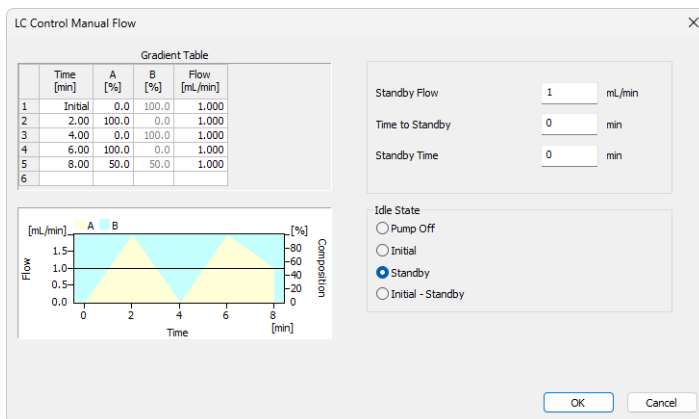 LC Control Manual Flow
Gradient Table
Time [min] A [%] B [%] Flow [mL/min]
1 Initial 0.0 100.0 1.000
2 2.00 100.0 0.0 1.000
3 4.00 0.0 100.0 1.000
4 6.00 100.0 0.0 1.000
5 8.00 50.0 50.0 1.000
6
Standby Flow 1 mL/min
Time to Standby 0 min
Standby Time 0 min
[mL/min] A B [%]
1.5
1.0
0.5
0.0
Flow
80
60
40
20
0
Composition
0 2 4 6 8
[min]
Time
Idle State
Pump Off
Initial
Standby
Initial - Standby
OK Cancel